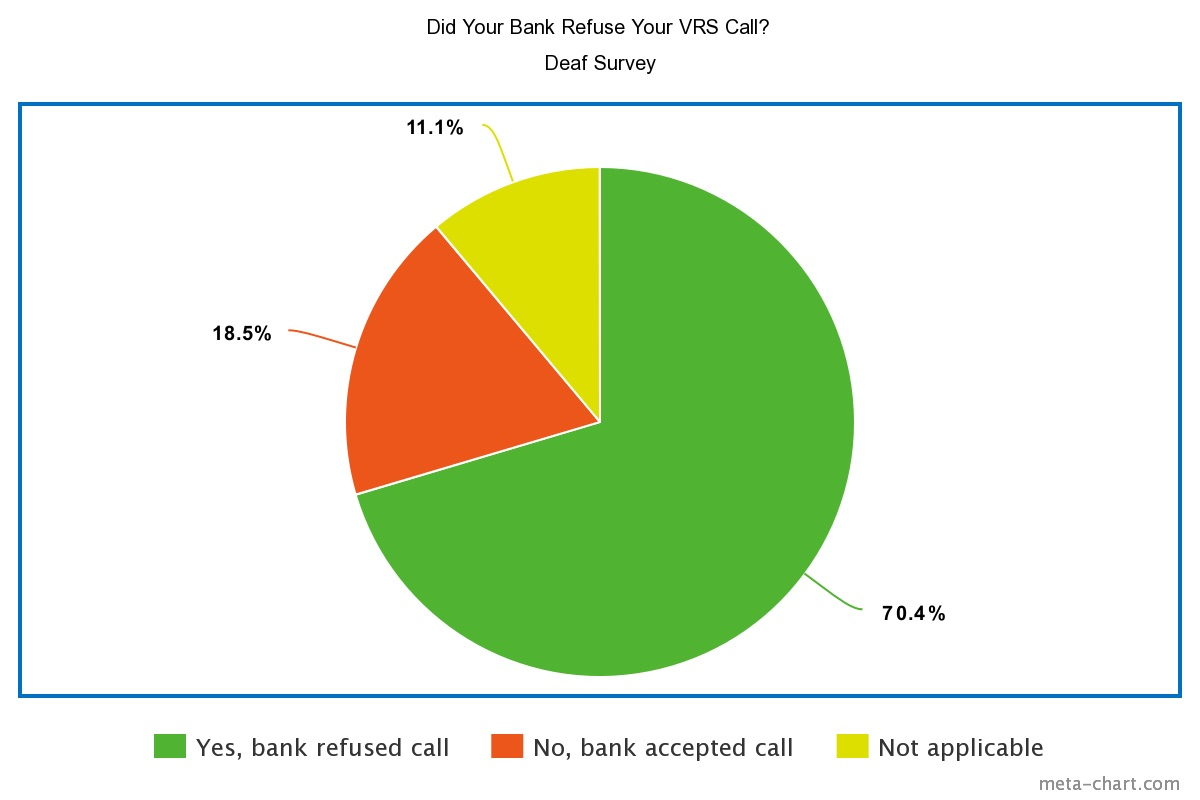 Did Your Bank Refuse Your VRS Call?
Deaf Survey
11.1%
18.5%
70.4%
Yes, bank refused call
No, bank accepted call
Not applicable
meta-chart.com